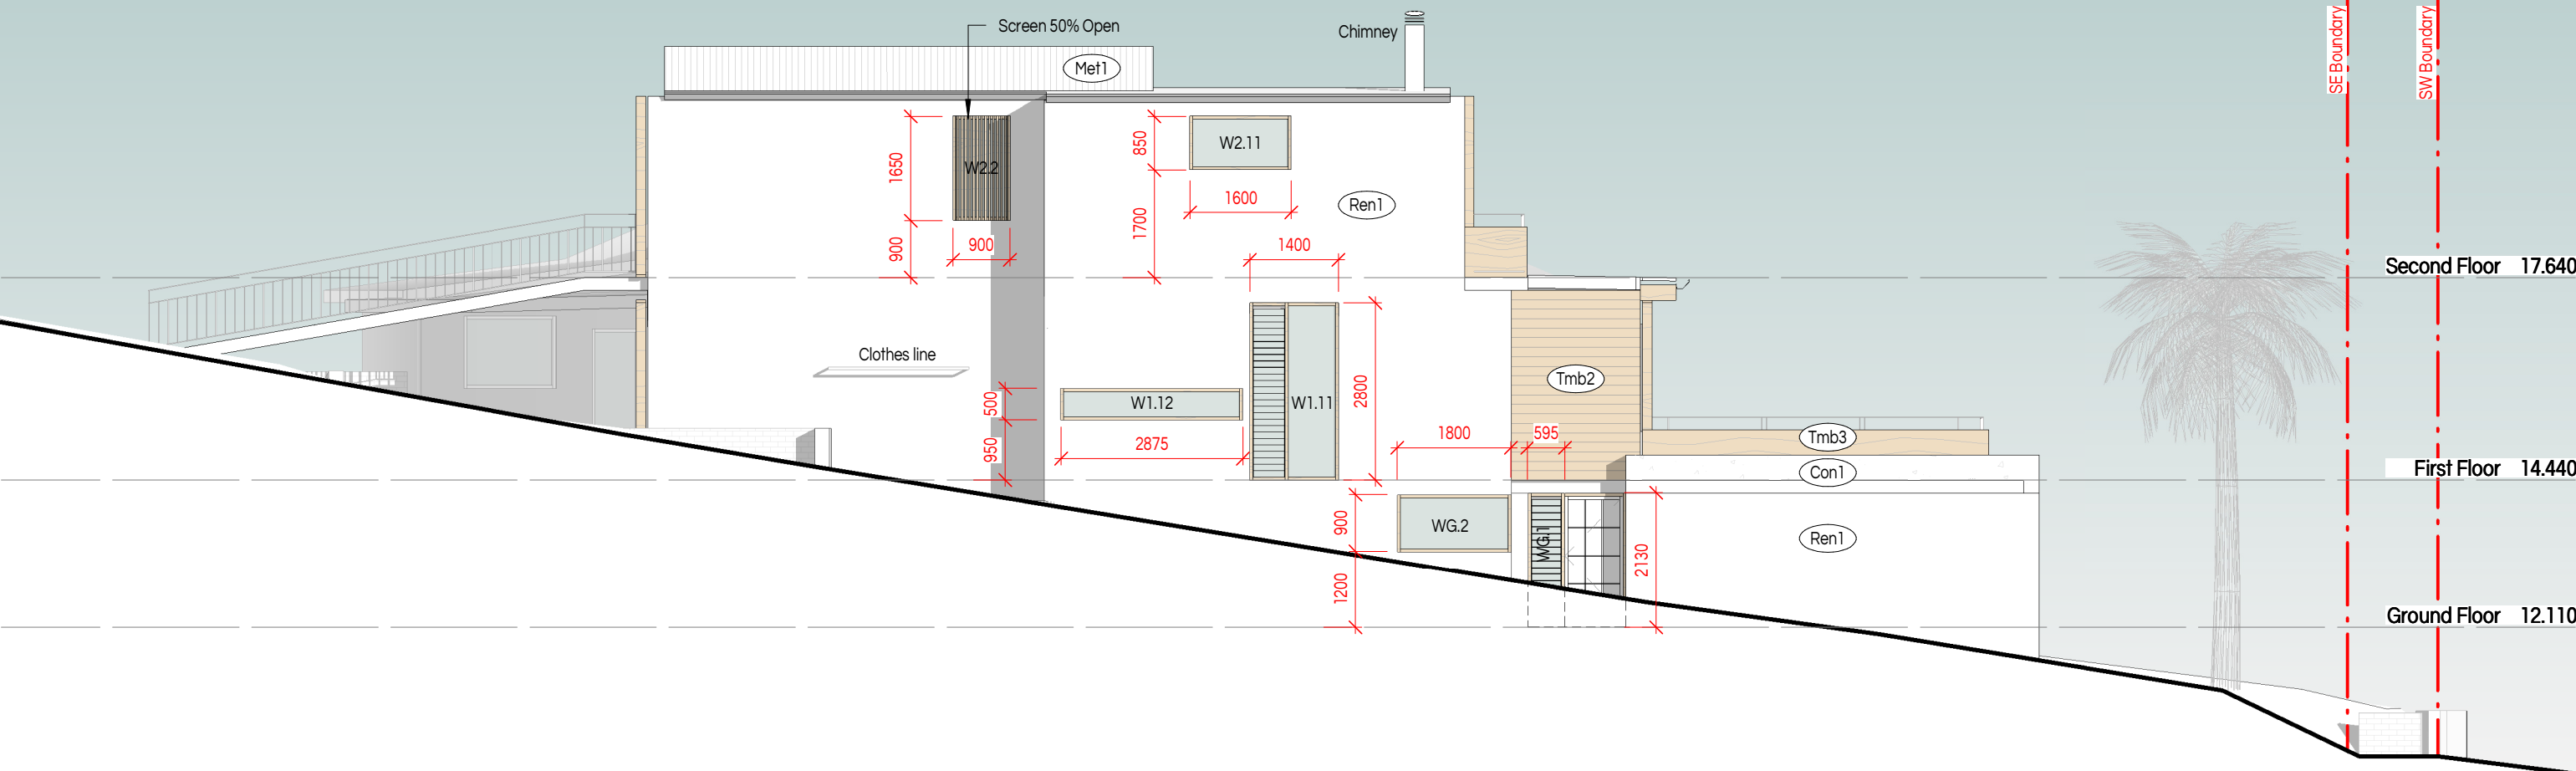 Screen 50% Open
Chimney
SE Boundary
SW Boundary
Met1
1650
W2.2
850
W2.11
1600
Ren1
1700
900
900
1400
Second Floor 17.640
Clothes line
500
W1.12
W1.11
2800
Tmb2
950
2875
1800
595
Tmb3
First Floor 14.440
Con1
900
WG.2
WG.1
2130
Ren1
1200
Ground Floor 12.110